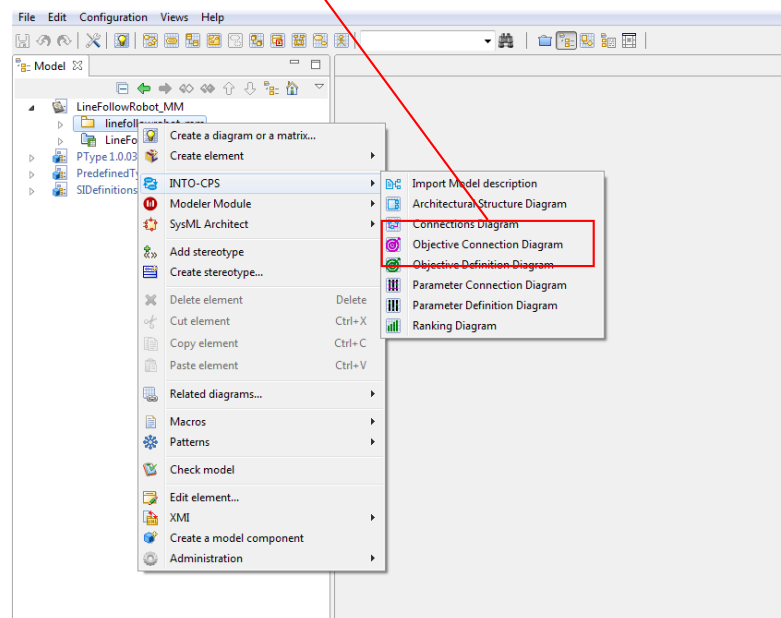 File Edit Configuration Views Help
Model
LineFollowRobot_MM
linefollowrobot_mm
LineFo
PType 1.0.03
PredefinedTy
SIDefinitions
Create a diagram or a matrix...
Create element
INTO-CPS
Modeler Module
SysML Architect
Add stereotype
Create stereotype...
Delete element Delete
Cut element Ctrl+X
Copy element Ctrl+C
Paste element Ctrl+V
Related diagrams...
Macros
Patterns
Check model
Edit element...
XMI
Create a model component
Administration
Import Model description
Architectural Structure Diagram
Connections Diagram
Objective Connection Diagram
Objective Definition Diagram
Parameter Connection Diagram
Parameter Definition Diagram
Ranking Diagram